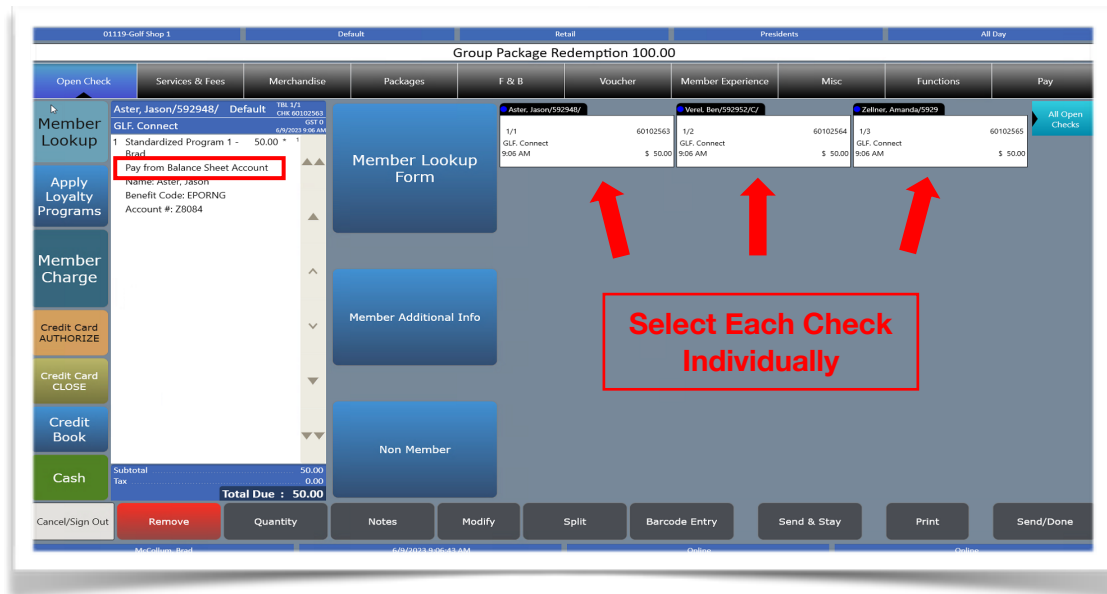 01119-Golf Shop 1 Default Retail Presidents All Day
Group Package Redemption 100.00
Open Check Services & Fees Merchandise Packages F & B Voucher Member Experience Misc Functions Pay
Member Lookup
Apply Loyalty Programs
Member Charge
Credit Card AUTHORIZE
Credit Card CLOSE
Credit Book
Cash
Aster, Jason/592948/ Default TBL 1/1
CHK 60102563
GLF. Connect GST 0
6/9/2023 9:06 AM
1 Standardized Program 1 - 50.00 * 1
Brad
Pay from Balance Sheet Account
Name: Aster, Jason
Benefit Code: EPORNG
Account #: Z8084
Subtotal 50.00
Tax 0.00
Total Due : 50.00
Member Lookup
Form
Member Additional Info
Non Member
Aster, Jason/592948/
1/1 60102563
GLF. Connect
9:06 AM $ 50.00
Verel, Ben/592952/C/
1/2 60102564
GLF. Connect
9:06 AM $ 50.00
Zellner, Amanda/5929
1/3 60102565
GLF. Connect
9:06 AM $ 50.00
All Open
Checks
Select Each Check
Individually
Cancel/Sign Out Remove Quantity Notes Modify Split Barcode Entry Send & Stay Print Send/Done
McCollum, Brad 6/9/2023 9:06:43 AM Online Online